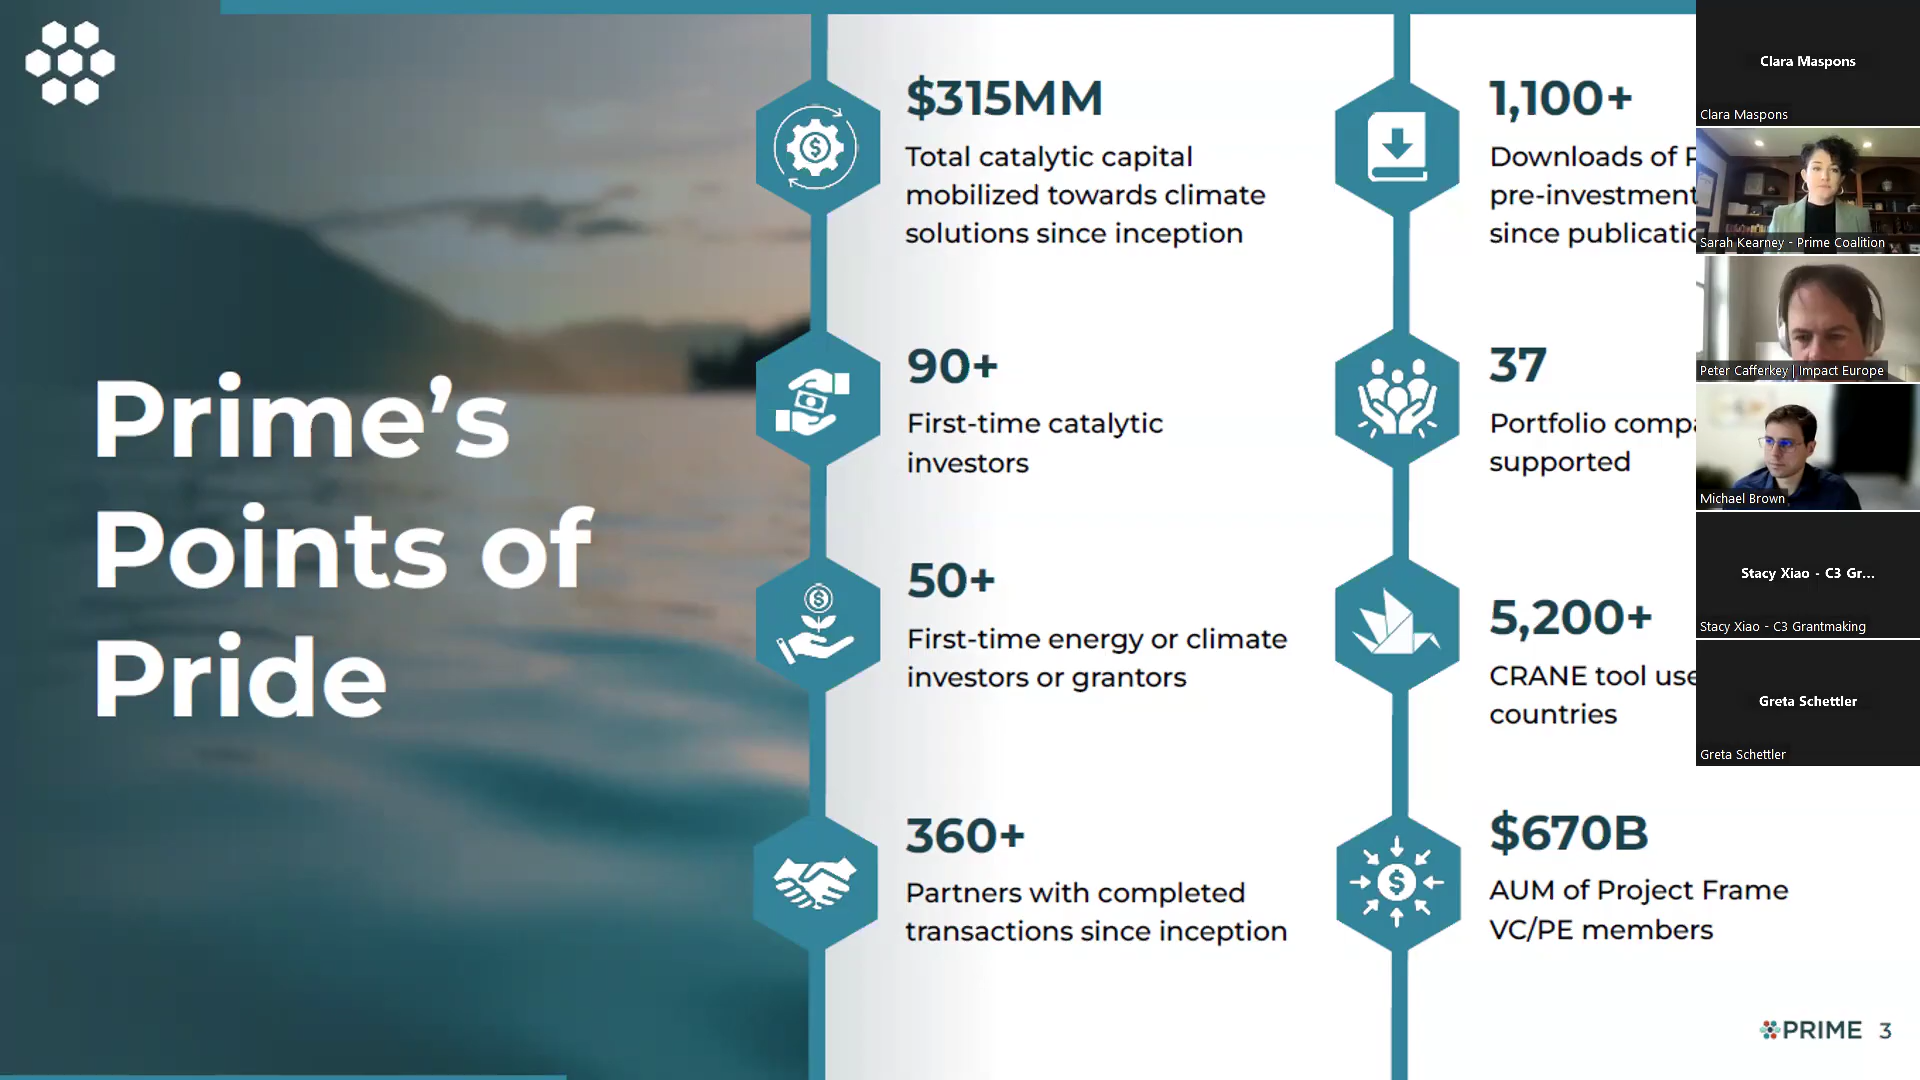 Prime's
Points of
Pride
$315MM
Total catalytic capital
mobilized towards climate
solutions since inception
90+
First-time catalytic
investors
50+
First-time energy or climate
investors or grantors
360+
Partners with completed
transactions since inception
1,100+
Downloads of
pre-investment
since
37
Portfolio
supported
5,200+
CRANE tool
countries
$670B
AUM of Project Frame
VC/PE members
PRIME 3
Clara Maspons
Clara Maspons
Sarah Kearney - Prime Coalition
Peter Cafferkey | Impact Europe
Michael Brown
Stacy Xiao - C3 Gr...
Stacy Xiao - C3 Grantmaking
Greta Schettler
Greta Schettler